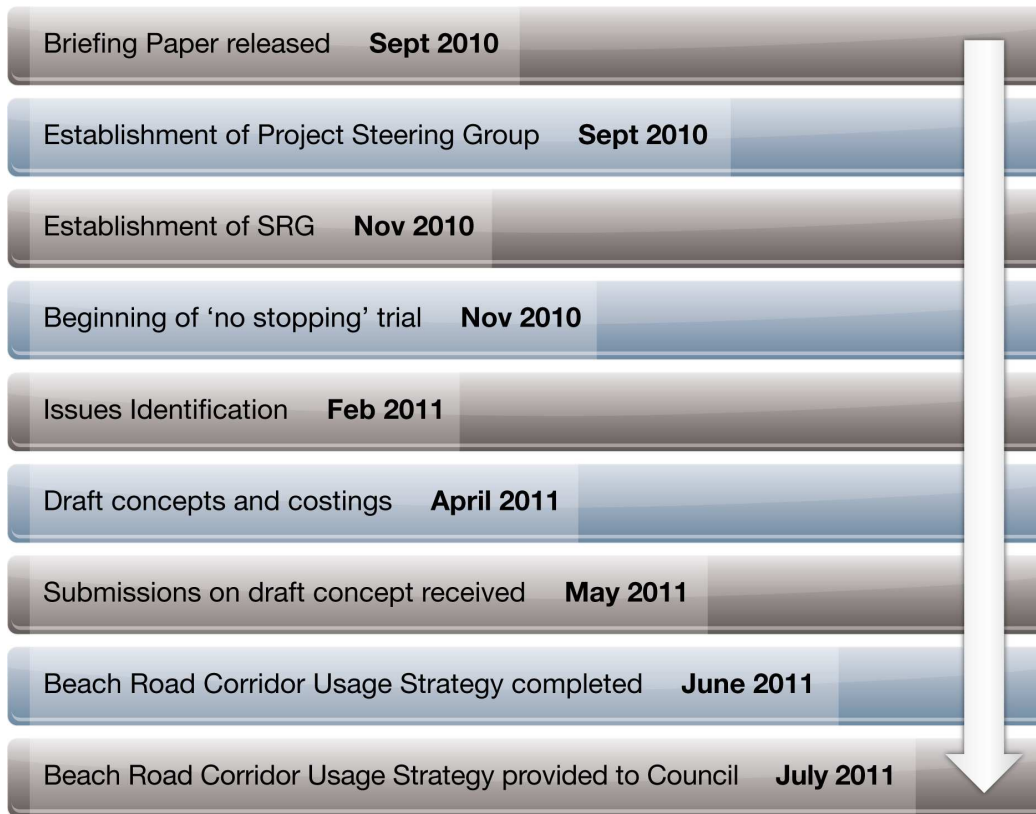 Briefing Paper released Sept 2010
Establishment of Project Steering Group Sept 2010
Establishment of SRG Nov 2010
Beginning of ‘no stopping’ trial Nov 2010
Issues Identification Feb 2011
Draft concepts and costings April 2011
Submissions on draft concept received May 2011
Beach Road Corridor Usage Strategy completed June 2011
Beach Road Corridor Usage Strategy provided to Council July 2011